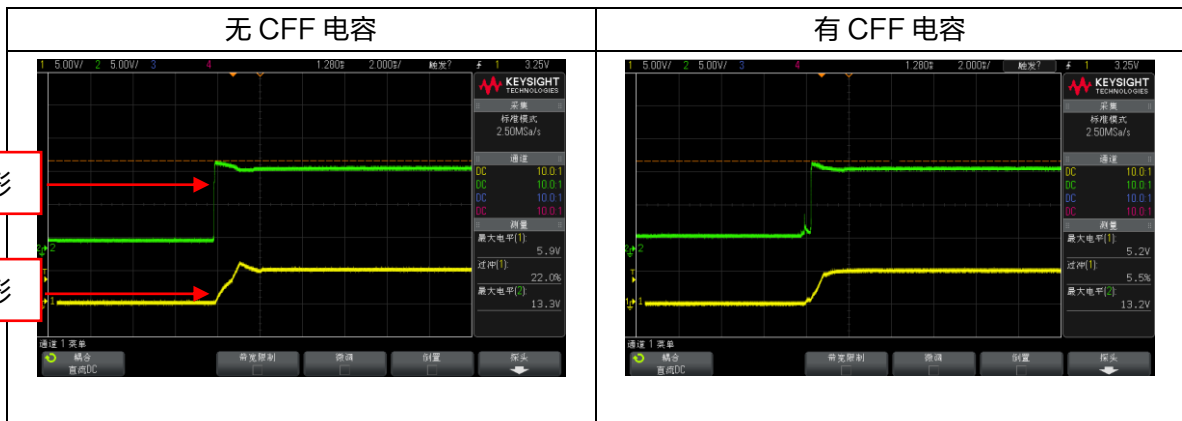 无 CFF 电容
有 CFF 电容
1 5.00V/ 2 5.00V/ 3 4 1.280s 2.000s/ 触发? 1 3.25V
KEYSIGHT
TECHNOLOGIES
采集
标准模式
2.50MSa/s
通道
DC 10.0:1
DC 10.0:1
DC 10.0:1
DC 10.0:1
测量
最大电平(1):
5.9V
过冲(1):
22.0%
最大电平(2):
13.3V
通道 1 菜单
耦合
直流DC
带宽限制
微调
倒置
探头
1 5.00V/ 2 5.00V/ 3 4 1.280s 2.000s/ 触发? 1 3.25V
KEYSIGHT
TECHNOLOGIES
采集
标准模式
2.50MSa/s
通道
DC 10.0:1
DC 10.0:1
DC 10.0:1
DC 10.0:1
测量
最大电平(1):
5.2V
过冲(1):
5.5%
最大电平(2):
13.2V
通道 1 菜单
耦合
直流DC
带宽限制
微调
倒置
探头
形
形